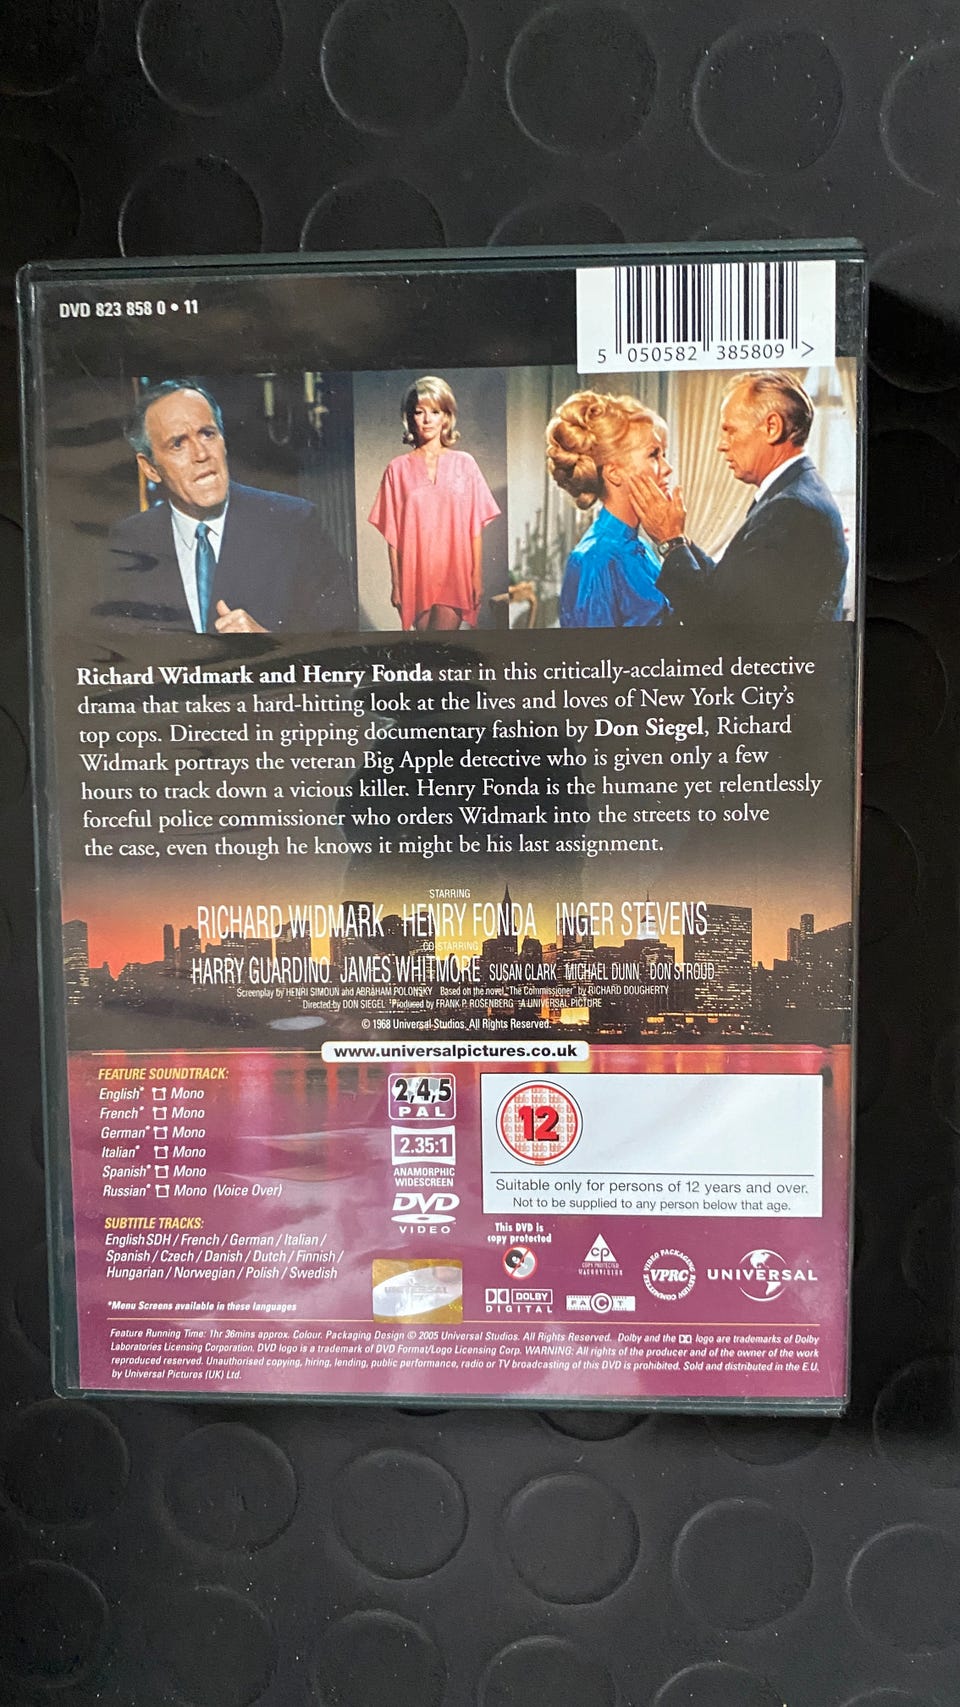 DVD 823 858 0 • 11
5 050582 385809 >
Richard Widmark and Henry Fonda star in this critically-acclaimed detective
drama that takes a hard-hitting look at the lives and loves of New York City's
top cops. Directed in gripping documentary fashion by Don Siegel, Richard
Widmark portrays the veteran Big Apple detective who is given only a few
hours to track down a vicious killer. Henry Fonda is the humane yet relentlessly
forceful police commissioner who orders Widmark into the streets to solve
the case, even though he knows it might be his last assignment.
STARRING
RICHARD WIDMARK HENRY FONDA INGER STEVENS
CO-STARRING
HARRY GUARDINO JAMES WHITMORE SUSAN CLARK MICHAEL DUNN DON STROUD
Screenplay by HENRI SIMOUN and ABRAHAM POLONSKY Based on the novel "The Commissioner" by RICHARD DOUGHERTY
Directed by DON SIEGEL Produced by FRANK P. ROSENBERG A UNIVERSAL PICTURE
© 1968 Universal Studios. All Rights Reserved.
www.universalpictures.co.uk
FEATURE SOUNDTRACK:
English* Mono
French* Mono
German* Mono
Italian* Mono
Spanish* Mono
Russian* Mono (Voice Over)
SUBTITLE TRACKS:
English SDH / French / German / Italian /
Spanish / Czech / Danish / Dutch / Finnish /
Hungarian / Norwegian / Polish / Swedish
*Menu Screens available in these languages
2,4,5
PAL
2.35:1
ANAMORPHIC
WIDESCREEN
DVD
VIDEO
UNIVERSAL
12
Suitable only for persons of 12 years and over.
Not to be supplied to any person below that age.
This DVD is
copy protected
DOLBY
DIGITAL
CP
COPY PROTECTED
MACROVISION
FACT
VIDEO PACKAGING REVIEW COMMITTEE
VPRC
UNIVERSAL
Feature Running Time: 1hr 36mins approx. Colour. Packaging Design © 2005 Universal Studios. All Rights Reserved. Dolby and the DD logo are trademarks of Dolby
Laboratories Licensing Corporation. DVD logo is a trademark of DVD Format/Logo Licensing Corp. WARNING: All rights of the producer and of the owner of the work
reproduced reserved. Unauthorised copying, hiring, lending, public performance, radio or TV broadcasting of this DVD is prohibited. Sold and distributed in the E.U.
by Universal Pictures (UK) Ltd.